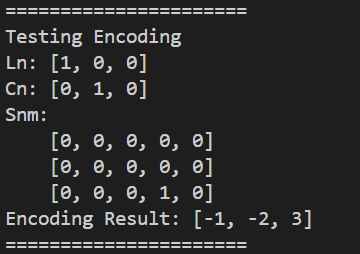 =======================
Testing Encoding
Ln: [1, 0, 0]
Cn: [0, 1, 0]
Snm:
    [0, 0, 0, 0, 0]
    [0, 0, 0, 0, 0]
    [0, 0, 0, 1, 0]
Encoding Result: [-1, -2, 3]
=======================